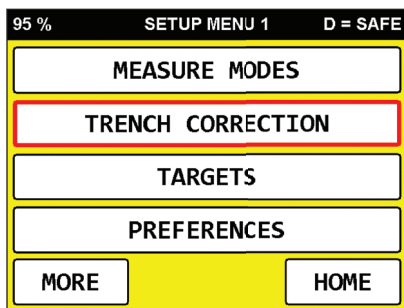 95 % SETUP MENU 1 D = SAFE
MEASURE MODES
TRENCH CORRECTION
TARGETS
PREFERENCES
MORE HOME